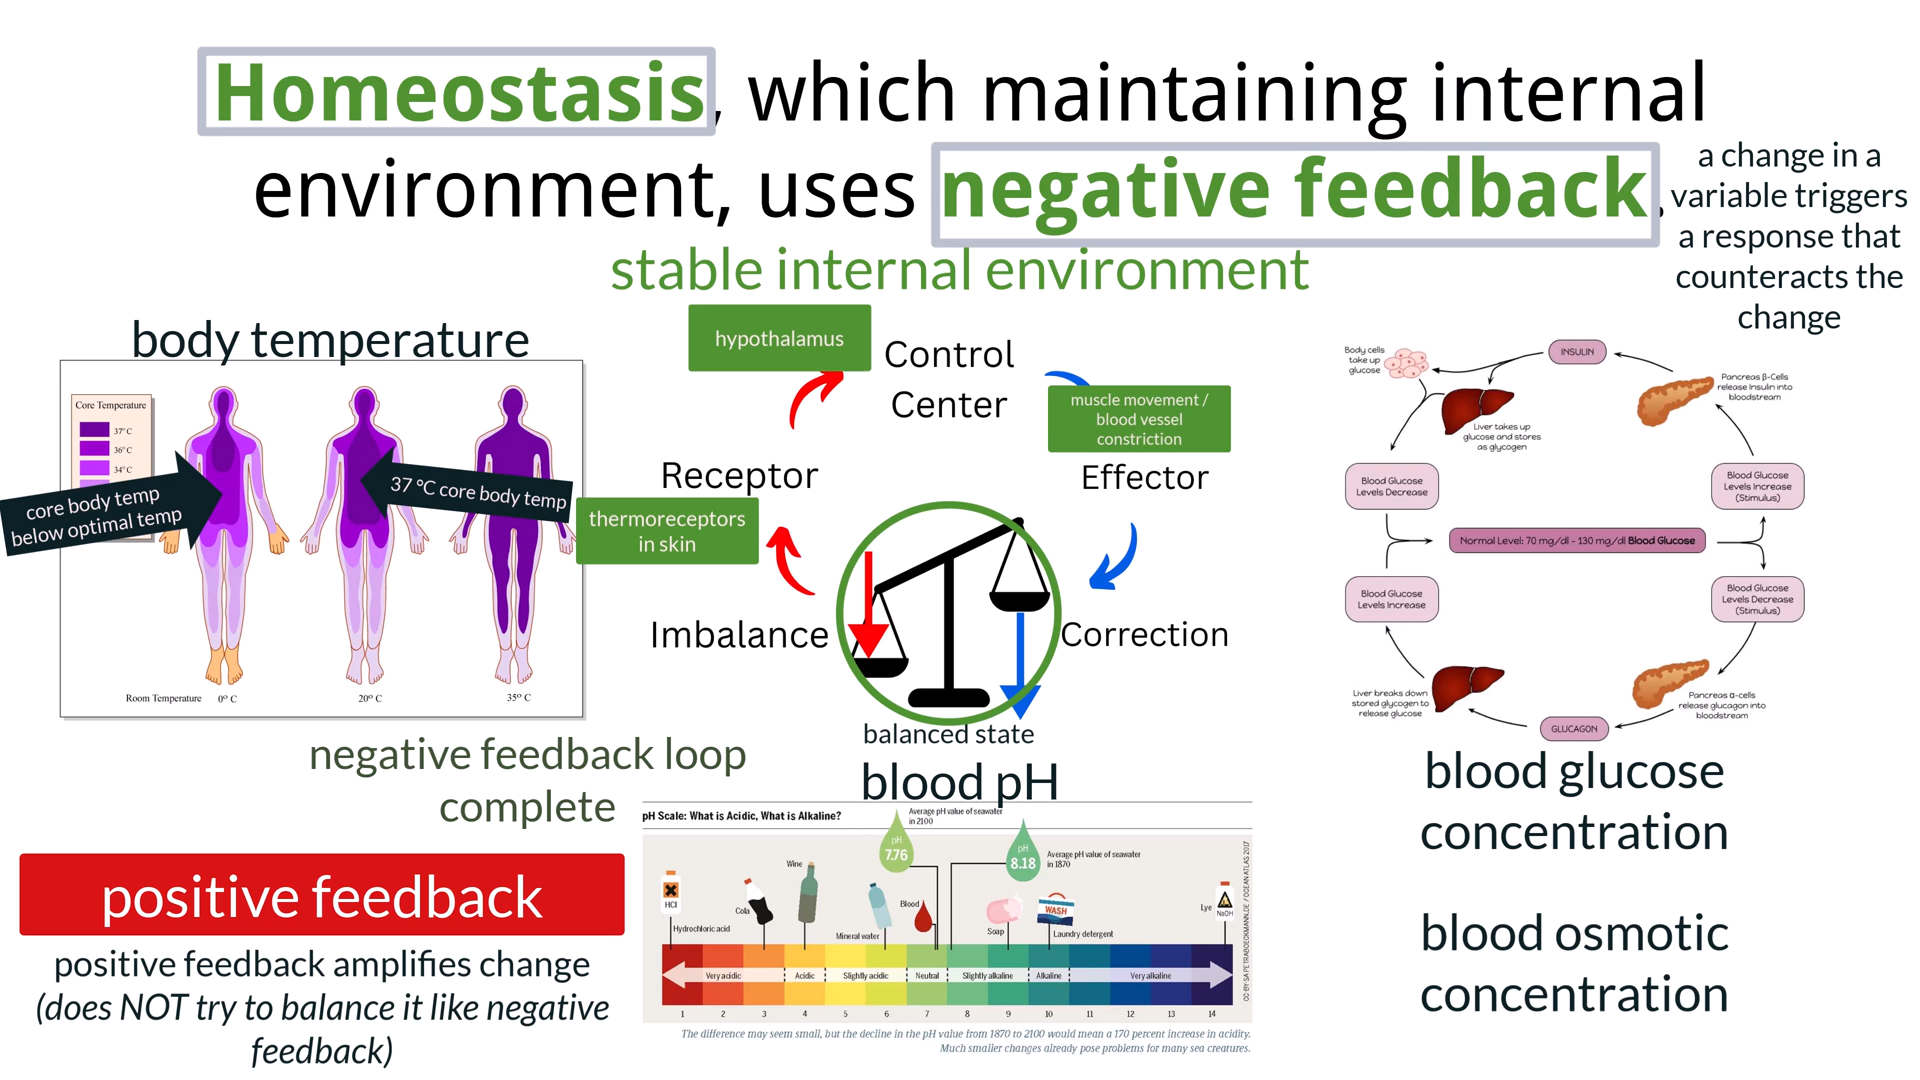 Homeostasis, which maintaining internal
environment, uses negative feedback.
a change in a
variable triggers
a response that
counteracts the
change
stable internal environment
body temperature
Core Temperature
37° C
36° C
34° C
core body temp
below optimal temp
37 °C core body temp
Room Temperature
0° C
20° C
35° C
hypothalamus
Control
Center
muscle movement /
blood vessel
constriction
Receptor
Effector
thermoreceptors
in skin
Imbalance
Correction
balanced state
Body cells
take up
glucose
INSULIN
Pancreas β-Cells
release Insulin into
bloodstream
Liver takes up
glucose and stores
as glycogen
Blood Glucose
Levels Decrease
Blood Glucose
Levels Increase
(Stimulus)
Normal Level: 70 mg/dl - 130 mg/dl Blood Glucose
Blood Glucose
Levels Increase
Blood Glucose
Levels Decrease
(Stimulus)
Liver breaks down
stored glycogen to
release glucose
Pancreas α-cells
release glucagon into
bloodstream
GLUCAGON
negative feedback loop
complete
blood pH
blood glucose
concentration
blood osmotic
concentration
positive feedback
positive feedback amplifies change
(does NOT try to balance it like negative
feedback)
pH Scale: What is Acidic, What is Alkaline?
Average pH value of seawater
in 2100
pH
7.76
pH
8.18
Average pH value of seawater
in 1870
HCl
Hydrochloric acid
Cola
Wine
Mineral water
Blood
Soap
WASH
Laundry detergent
Lye
NaOH
Very acidic
Acidic
Slightly acidic
Neutral
Slightly alkaline
Alkaline
Very alkaline
1 2 3 4 5 6 7 8 9 10 11 12 13 14
The difference may seem small, but the decline in the pH value from 1870 to 2100 would mean a 170 percent increase in acidity.
Much smaller changes already pose problems for many sea creatures.
CC-BY-SA PETRABOECKMANN.DE / OCEAN ATLAS 2017